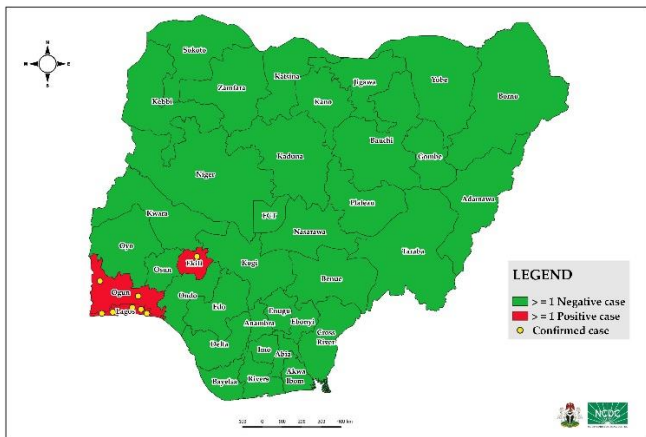 Sokoto
Katsina
Jigawa
Yobe
Borno
Zamfara
Kano
Kebbi
Bauchi
Gombe
Kaduna
Niger
Adamawa
Plateau
Kwara
FCT
Nasarawa
Taraba
Oyo
Ekiti
Kogi
Osun
Benue
Ogun
Ondo
Edo
Enugu
Lagos
Anambra
Ebonyi
Cross
River
Delta
Imo
Abia
Akwa
Ibom
Bayelsa
Rivers
LEGEND
> = 1 Negative case
> = 1 Positive case
Confirmed case
NCDC